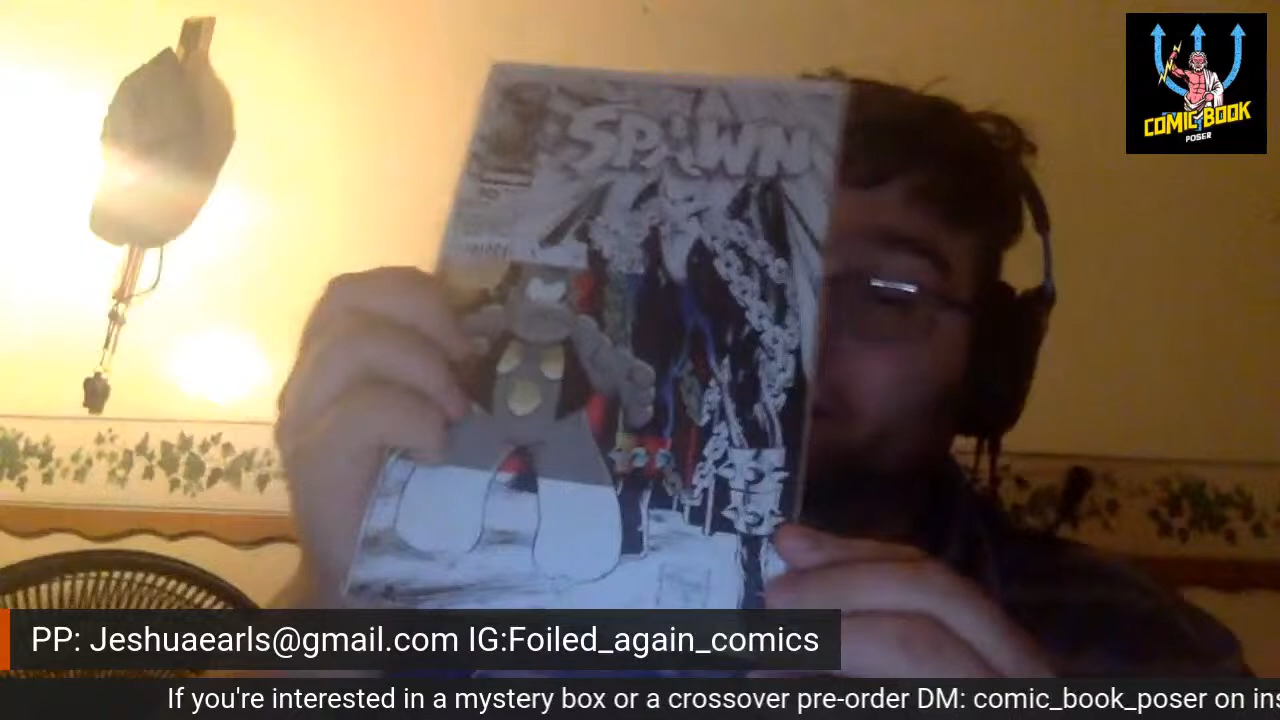 COMIC BOOK
POSER
SPAWN
PP: Jeshuaearls@gmail.com IG:Foiled_again_comics
If you're interested in a mystery box or a crossover pre-order DM: comic_book_poser on ins